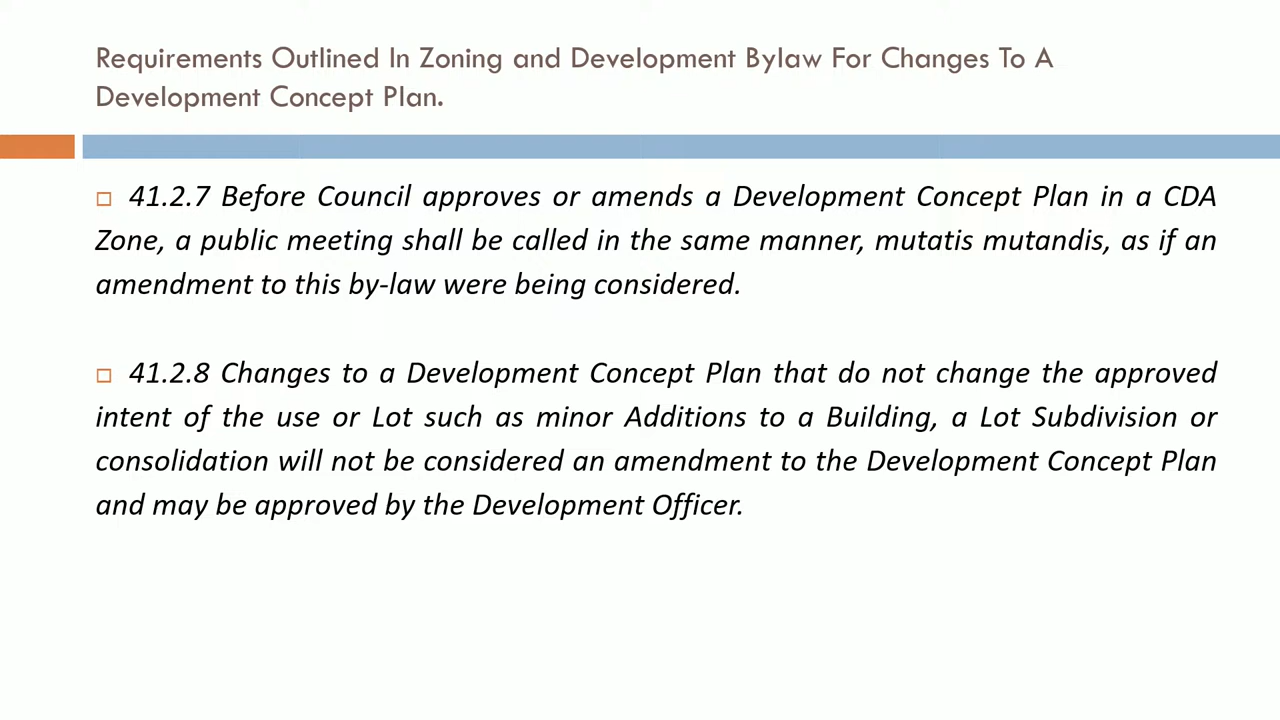 Requirements Outlined In Zoning and Development Bylaw For Changes To A
Development Concept Plan.
41.2.7 Before Council approves or amends a Development Concept Plan in a CDA
Zone, a public meeting shall be called in the same manner, mutatis mutandis, as if an
amendment to this by-law were being considered.
41.2.8 Changes to a Development Concept Plan that do not change the approved
intent of the use or Lot such as minor Additions to a Building, a Lot Subdivision or
consolidation will not be considered an amendment to the Development Concept Plan
and may be approved by the Development Officer.